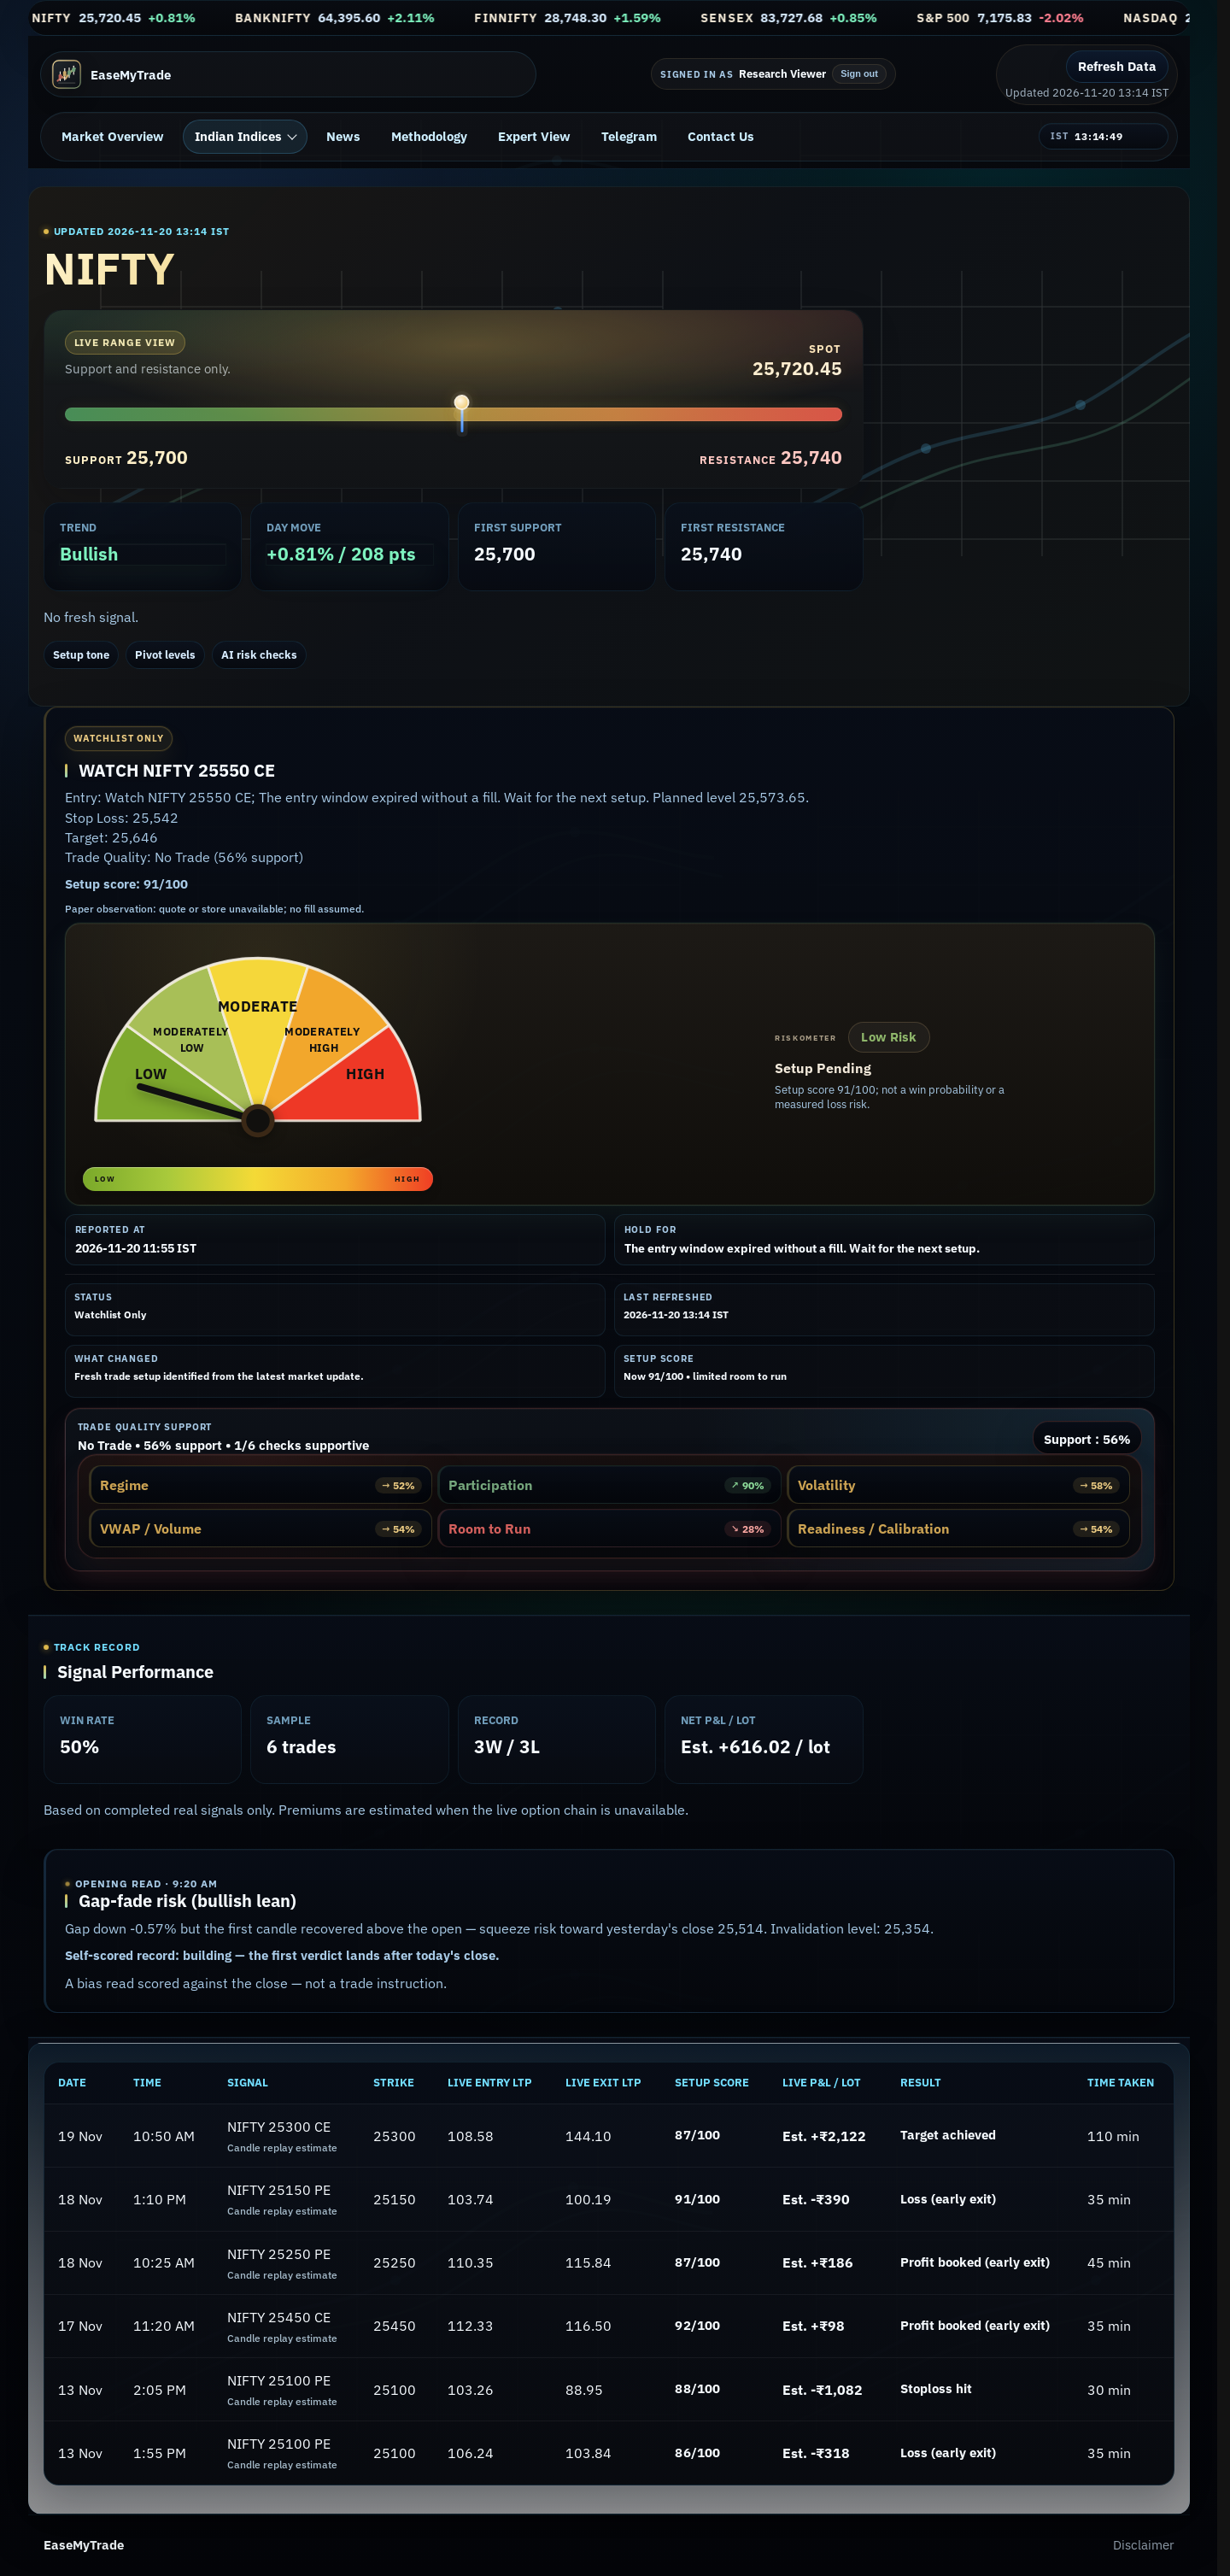 NIFTY 25,720.45 +0.81% BANKNIFTY 64,395.60 +2.11% FINNIFTY 28,748.30 +1.59% SENSEX 83,727.68 +0.85% S&P 500 7,175.83 -2.02% NASDAQ
EaseMyTrade
SIGNED IN AS Research Viewer Sign out
Refresh Data
Updated 2026-11-20 13:14 IST
Market Overview Indian Indices News Methodology Expert View Telegram Contact Us IST 13:14:49
UPDATED 2026-11-20 13:14 IST
NIFTY
LIVE RANGE VIEW
Support and resistance only.
SPOT
25,720.45
SUPPORT 25,700 RESISTANCE 25,740
TREND DAY MOVE FIRST SUPPORT FIRST RESISTANCE
Bullish +0.81% / 208 pts 25,700 25,740
No fresh signal.
Setup tone Pivot levels AI risk checks
WATCHLIST ONLY
WATCH NIFTY 25550 CE
Entry: Watch NIFTY 25550 CE; The entry window expired without a fill. Wait for the next setup. Planned level 25,573.65.
Stop Loss: 25,542
Target: 25,646
Trade Quality: No Trade (56% support)
Setup score: 91/100
Paper observation: quote or store unavailable; no fill assumed.
MODERATE
MODERATELY
LOW
MODERATELY
HIGH
LOW
HIGH
LOW HIGH
RISKOMETER Low Risk
Setup Pending
Setup score 91/100; not a win probability or a
measured loss risk.
REPORTED AT
2026-11-20 11:55 IST
HOLD FOR
The entry window expired without a fill. Wait for the next setup.
STATUS
Watchlist Only
LAST REFRESHED
2026-11-20 13:14 IST
WHAT CHANGED
Fresh trade setup identified from the latest market update.
SETUP SCORE
Now 91/100 • limited room to run
TRADE QUALITY SUPPORT
No Trade • 56% support • 1/6 checks supportive
Support : 56%
Regime → 52% Participation ↗ 90% Volatility → 58%
VWAP / Volume → 54% Room to Run ↘ 28% Readiness / Calibration → 54%
TRACK RECORD
Signal Performance
WIN RATE SAMPLE RECORD NET P&L / LOT
50% 6 trades 3W / 3L Est. +616.02 / lot
Based on completed real signals only. Premiums are estimated when the live option chain is unavailable.
OPENING READ · 9:20 AM
Gap-fade risk (bullish lean)
Gap down -0.57% but the first candle recovered above the open — squeeze risk toward yesterday's close 25,514. Invalidation level: 25,354.
Self-scored record: building — the first verdict lands after today's close.
A bias read scored against the close — not a trade instruction.
DATE TIME SIGNAL STRIKE LIVE ENTRY LTP LIVE EXIT LTP SETUP SCORE LIVE P&L / LOT RESULT TIME TAKEN
19 Nov 10:50 AM NIFTY 25300 CE 25300 108.58 144.10 87/100 Est. +₹2,122 Target achieved 110 min
Candle replay estimate
18 Nov 1:10 PM NIFTY 25150 PE 25150 103.74 100.19 91/100 Est. -₹390 Loss (early exit) 35 min
Candle replay estimate
18 Nov 10:25 AM NIFTY 25250 PE 25250 110.35 115.84 87/100 Est. +₹186 Profit booked (early exit) 45 min
Candle replay estimate
17 Nov 11:20 AM NIFTY 25450 CE 25450 112.33 116.50 92/100 Est. +₹98 Profit booked (early exit) 35 min
Candle replay estimate
13 Nov 2:05 PM NIFTY 25100 PE 25100 103.26 88.95 88/100 Est. -₹1,082 Stoploss hit 30 min
Candle replay estimate
13 Nov 1:55 PM NIFTY 25100 PE 25100 106.24 103.84 86/100 Est. -₹318 Loss (early exit) 35 min
Candle replay estimate
EaseMyTrade Disclaimer